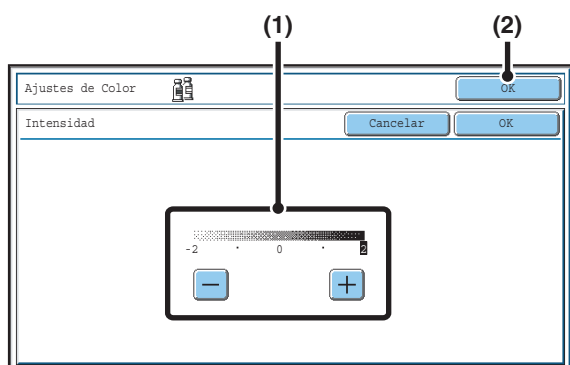 (1) (2)
Ajustes de Color OK
Intensidad Cancelar OK
-2 · 0 · 2
− +